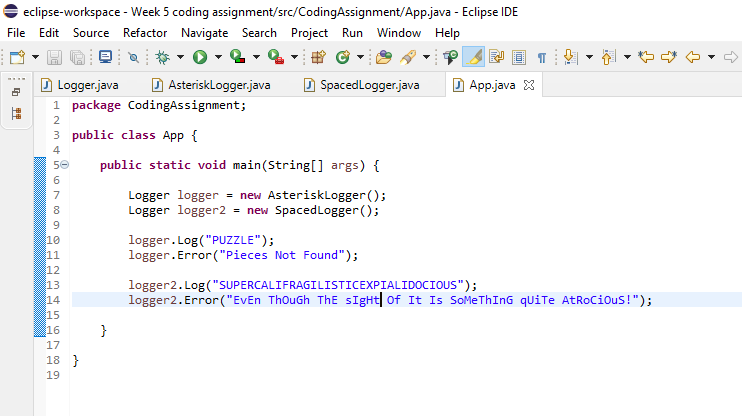 eclipse-workspace - Week 5 coding assignment/src/CodingAssignment/App.java - Eclipse IDE
File Edit Source Refactor Navigate Search Project Run Window Help
Logger.java AsteriskLogger.java SpacedLogger.java App.java
1 package CodingAssignment;
2
3 public class App {
4
5 public static void main(String[] args) {
6
7 Logger logger = new AsteriskLogger();
8 Logger logger2 = new SpacedLogger();
9
10 logger.Log("PUZZLE");
11 logger.Error("Pieces Not Found");
12
13 logger2.Log("SUPERCALIFRAGILISTICEXPIALIDOCIOUS");
14 logger2.Error("EvEn ThOuGh ThE sIgHt Of It Is SoMeThInG qUiTe AtRoCiOuS!");
15
16 }
17
18 }
19